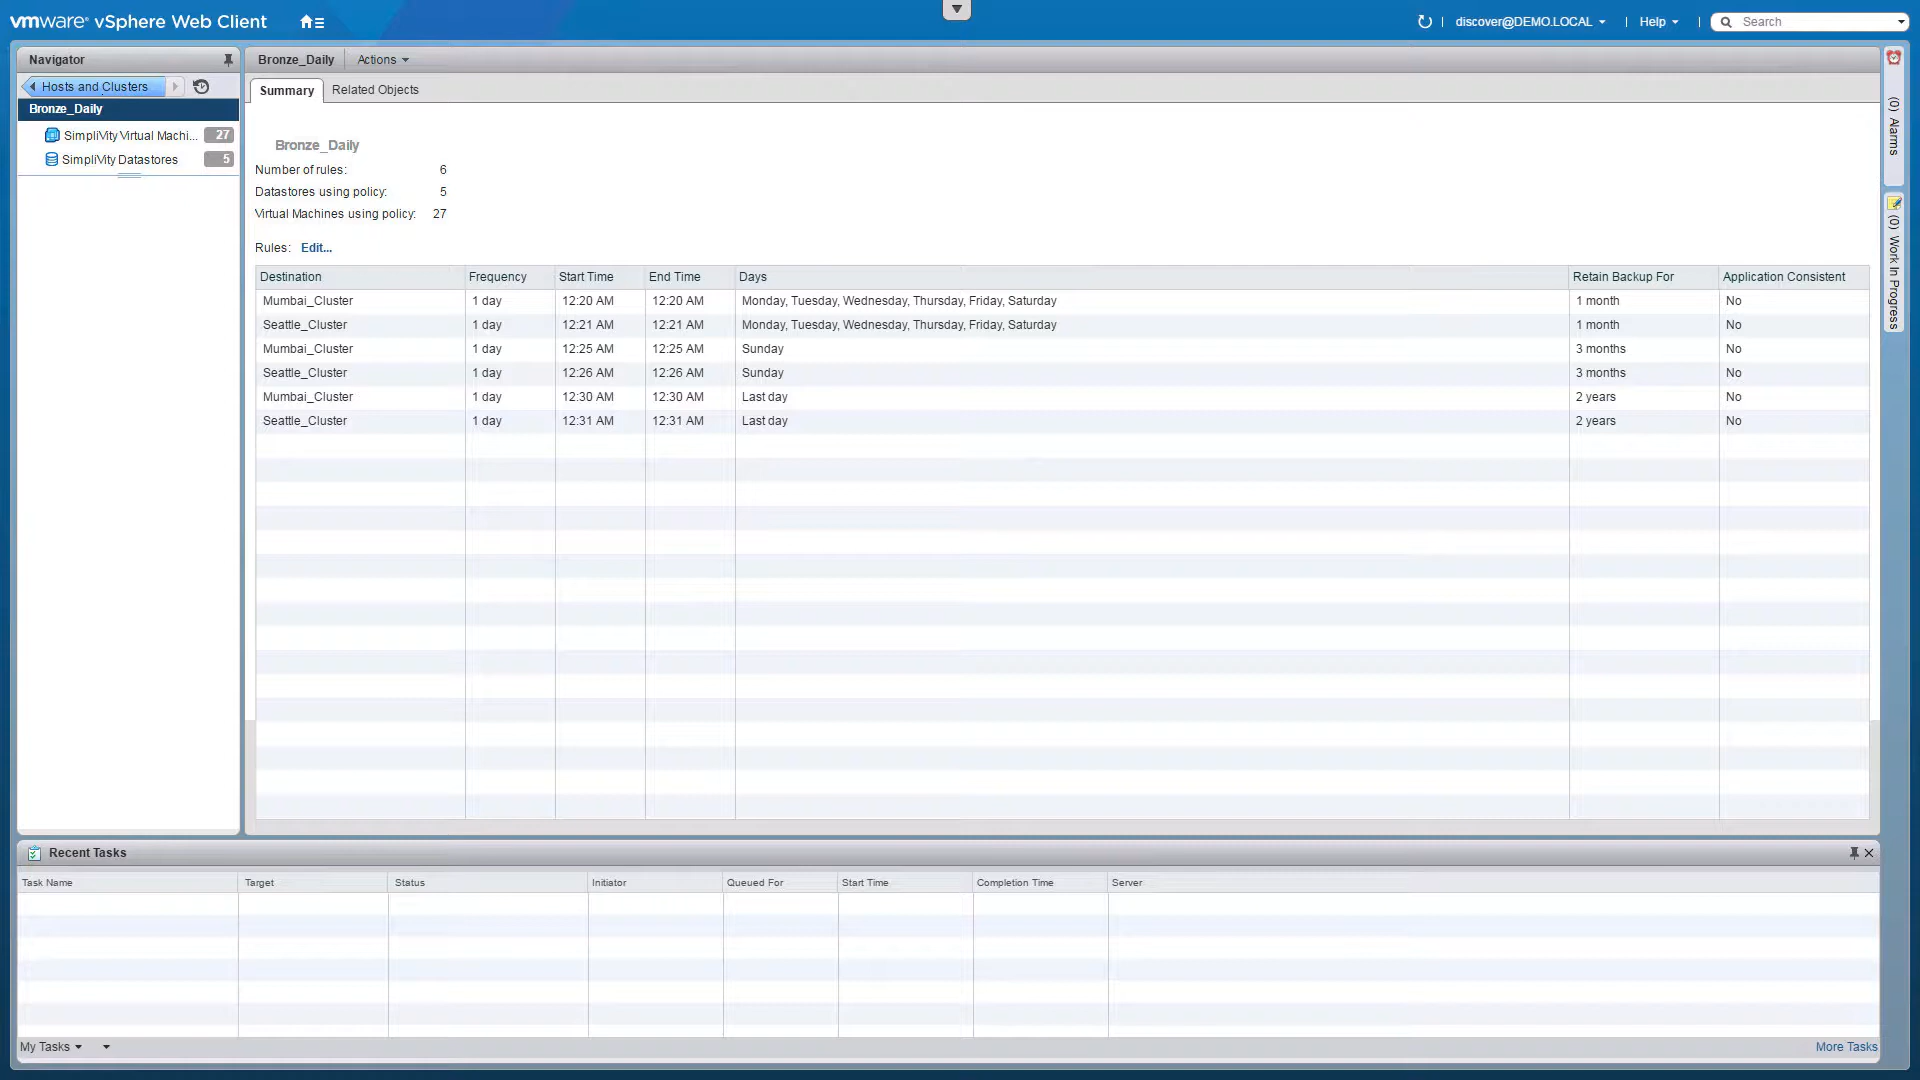 vmware® vSphere Web Client
discover@DEMO.LOCAL | Help | Search
Navigator
Hosts and Clusters
Bronze_Daily
SimpliVity Virtual Machi... 27
SimpliVity Datastores 5
Bronze_Daily Actions
Summary Related Objects
Bronze_Daily
Number of rules: 6
Datastores using policy: 5
Virtual Machines using policy: 27
Rules: Edit...
Destination Frequency Start Time End Time Days Retain Backup For Application Consistent
Mumbai_Cluster 1 day 12:20 AM 12:20 AM Monday, Tuesday, Wednesday, Thursday, Friday, Saturday 1 month No
Seattle_Cluster 1 day 12:21 AM 12:21 AM Monday, Tuesday, Wednesday, Thursday, Friday, Saturday 1 month No
Mumbai_Cluster 1 day 12:25 AM 12:25 AM Sunday 3 months No
Seattle_Cluster 1 day 12:26 AM 12:26 AM Sunday 3 months No
Mumbai_Cluster 1 day 12:30 AM 12:30 AM Last day 2 years No
Seattle_Cluster 1 day 12:31 AM 12:31 AM Last day 2 years No
(0) Alarms
(0) Work In Progress
Recent Tasks
Task Name Target Status Initiator Queued For Start Time Completion Time Server
My Tasks
More Tasks